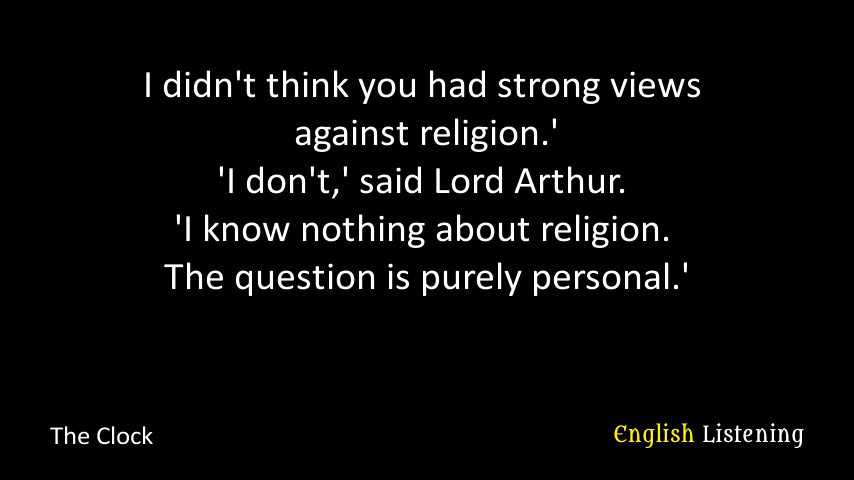 I didn't think you had strong views
against religion.'
'I don't,' said Lord Arthur.
'I know nothing about religion.
The question is purely personal.'
The Clock
English Listening